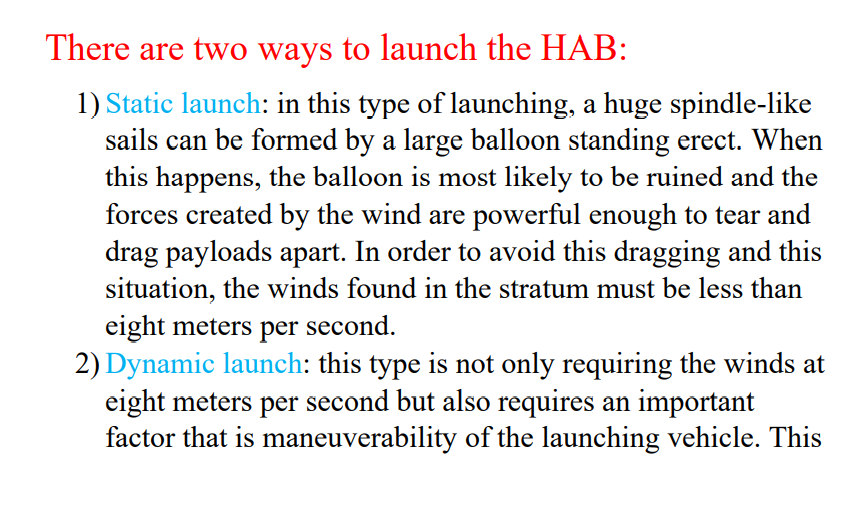 There are two ways to launch the HAB:
1) Static launch: in this type of launching, a huge spindle-like
sails can be formed by a large balloon standing erect. When
this happens, the balloon is most likely to be ruined and the
forces created by the wind are powerful enough to tear and
drag payloads apart. In order to avoid this dragging and this
situation, the winds found in the stratum must be less than
eight meters per second.
2) Dynamic launch: this type is not only requiring the winds at
eight meters per second but also requires an important
factor that is maneuverability of the launching vehicle. This